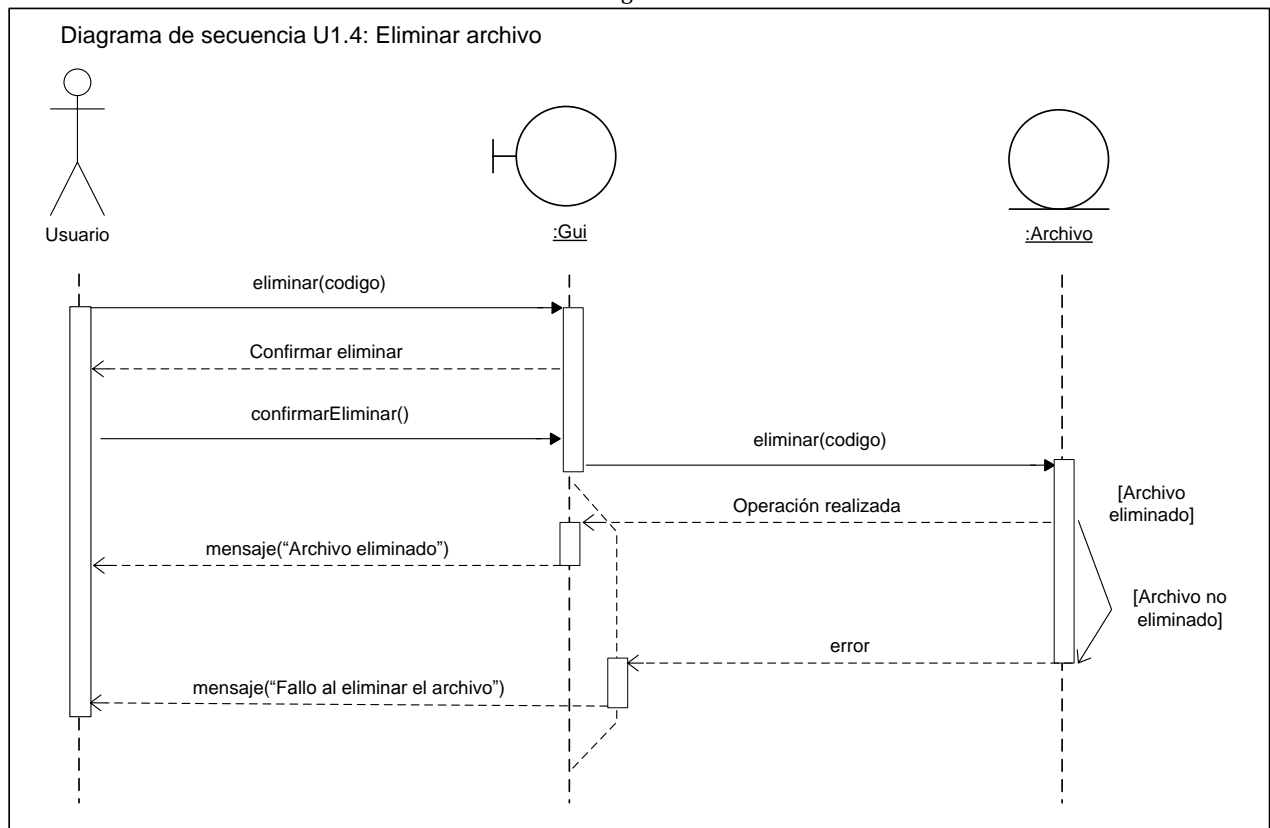 Diagrama de secuencia U1.4: Eliminar archivo
Usuario
:Gui
:Archivo
eliminar(codigo)
Confirmar eliminar
confirmarEliminar()
eliminar(codigo)
[Archivo
eliminado]
Operación realizada
mensaje(“Archivo eliminado”)
[Archivo no
eliminado]
error
mensaje(“Fallo al eliminar el archivo”)